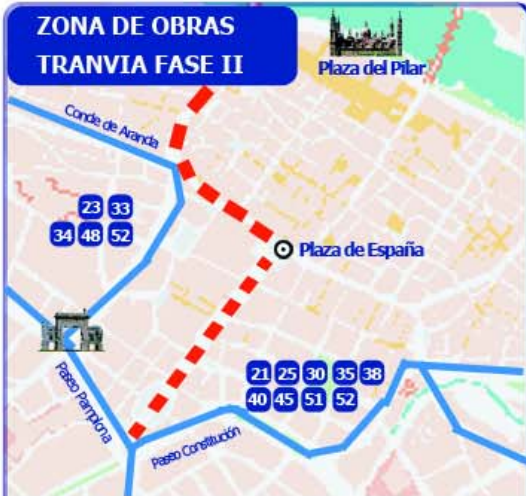 ZONA DE OBRAS
TRANVIA FASE II
Plaza del Pilar
Conde de Aranda
23 33
34 48 52
Plaza de España
21 25 30 35 38
40 45 51 52
Paseo Pamplona
Paseo Constitución